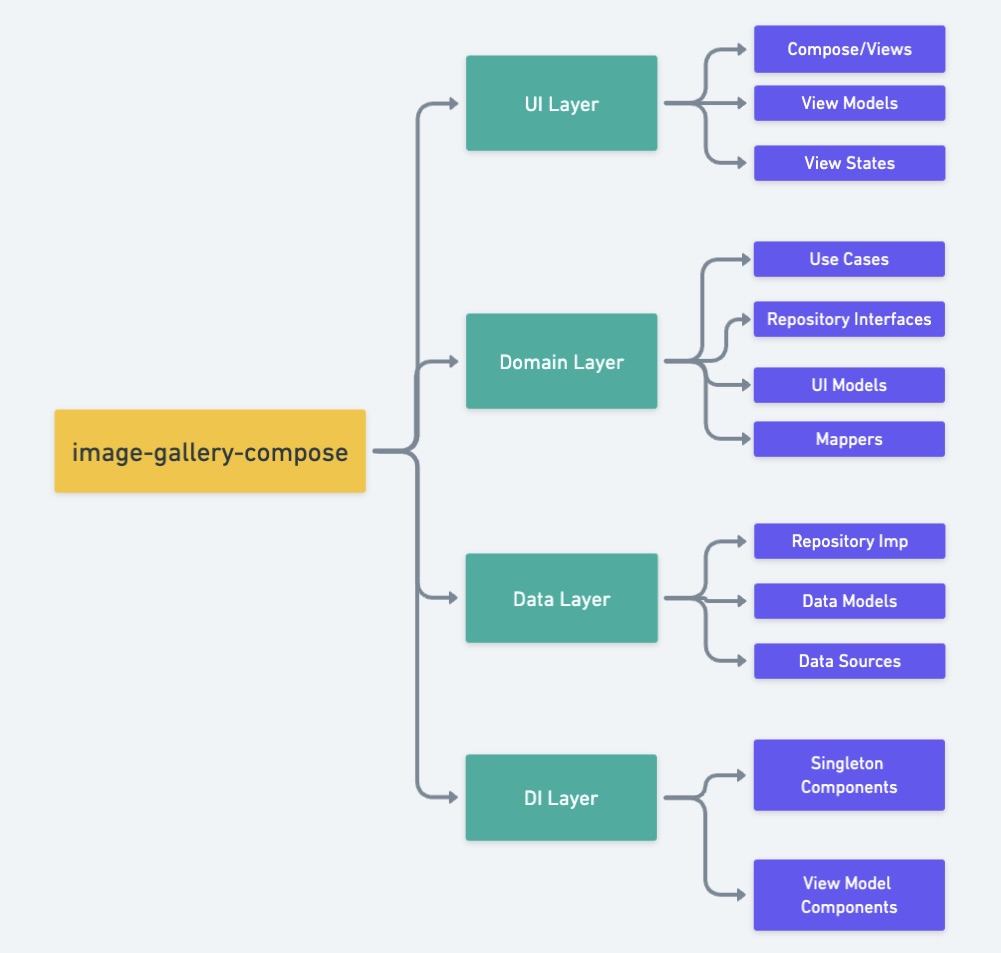 image-gallery-compose
UI Layer
Compose/Views
View Models
View States
Domain Layer
Use Cases
Repository Interfaces
UI Models
Mappers
Data Layer
Repository Imp
Data Models
Data Sources
DI Layer
Singleton
Components
View Model
Components